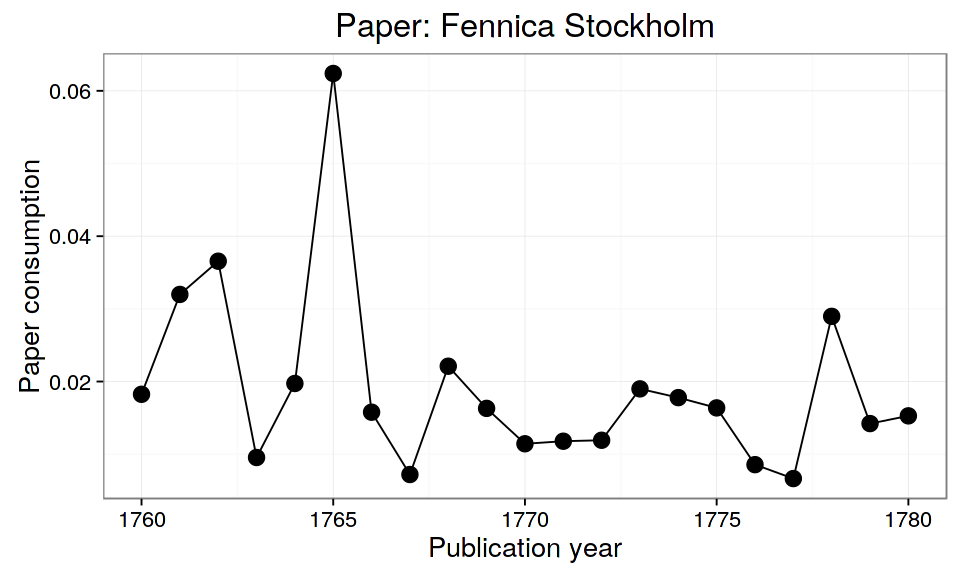 Paper: Fennica Stockholm
Paper consumption
0.06
0.04
0.02
1760 1765 1770 1775 1780
Publication year